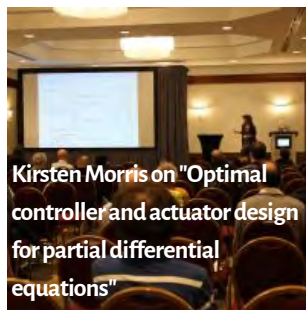 Kirsten Morris on "Optimal
controller and actuator design
for partial differential
equations"